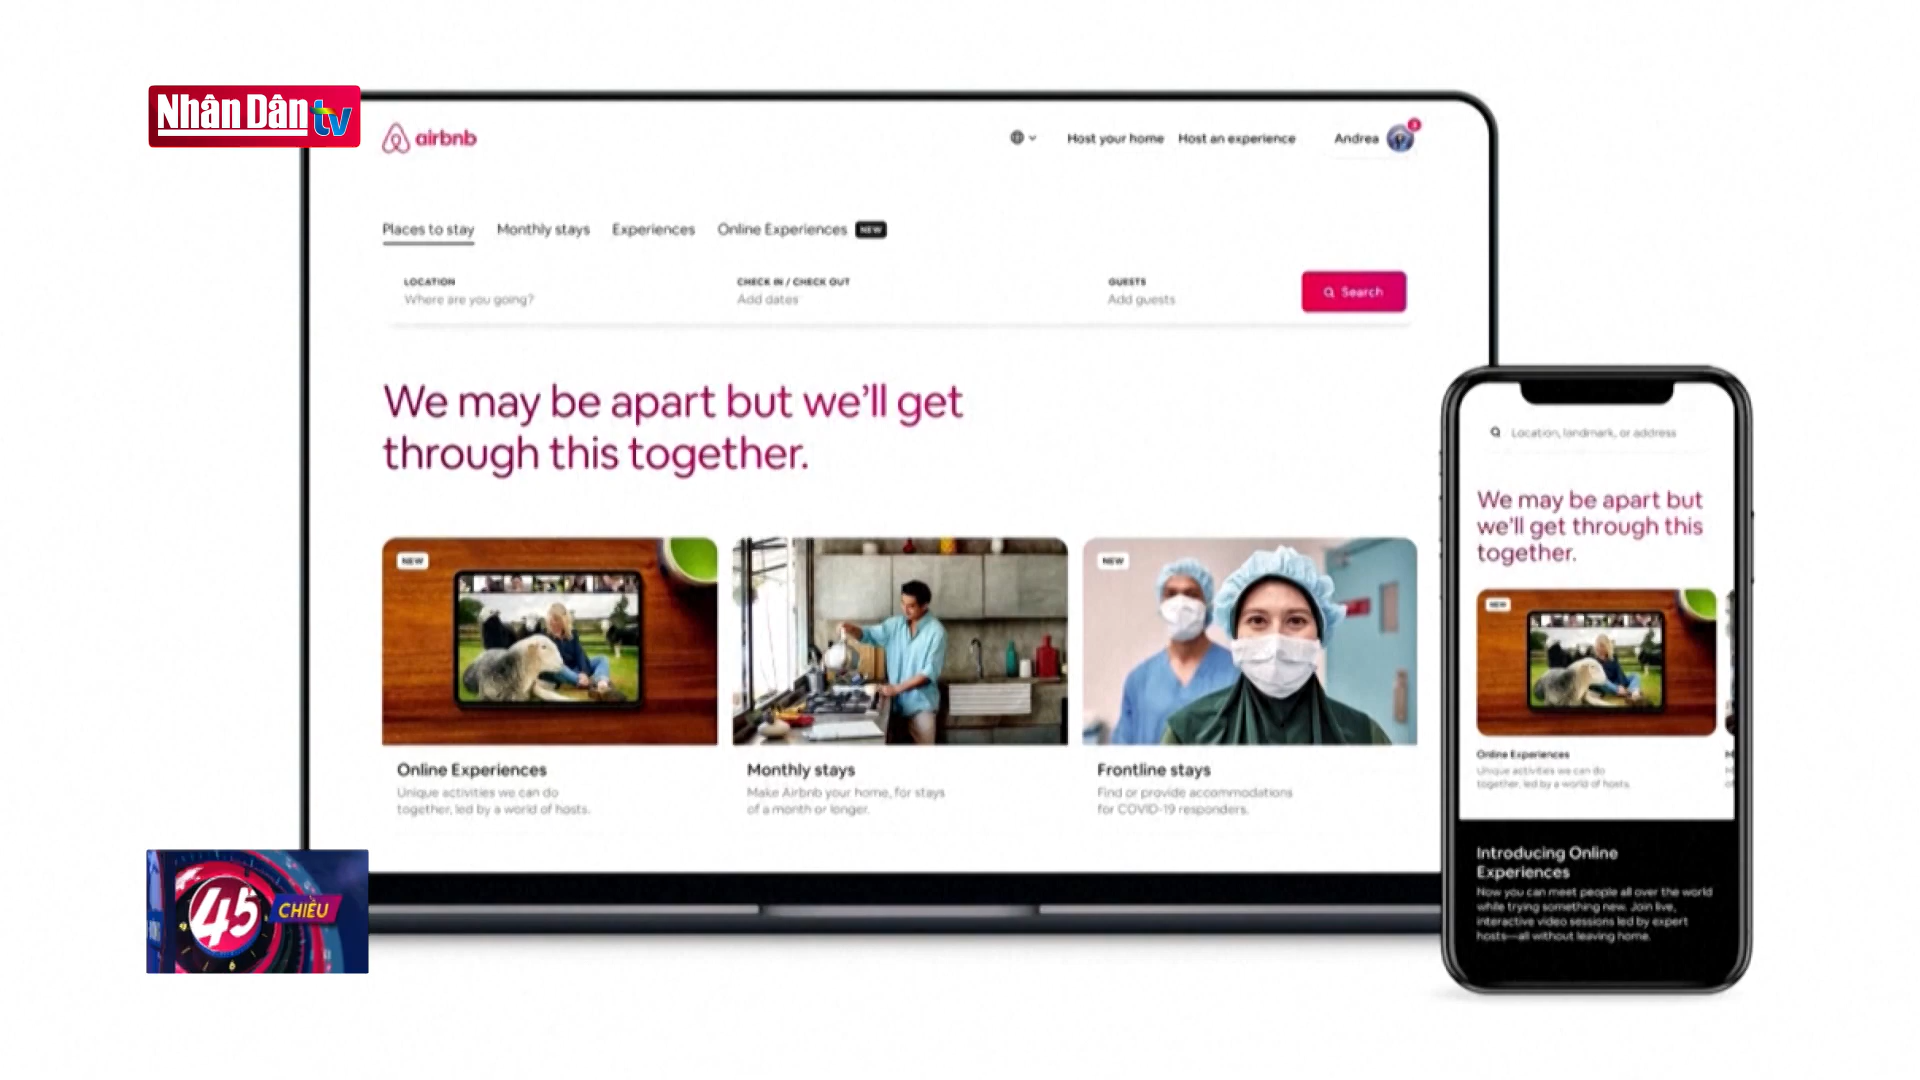 Nhân Dân tv
airbnb
Host your home
Host an experience
Andrea
3
Places to stay
Monthly stays
Experiences
Online Experiences
NEW
LOCATION
Where are you going?
CHECK IN / CHECK OUT
Add dates
GUESTS
Add guests
Search
We may be apart but we'll get
through this together.
NEW
NEW
Online Experiences
Unique activities we can do
together, led by a world of hosts.
Monthly stays
Make Airbnb your home, for stays
of a month or longer.
Frontline stays
Find or provide accommodations
for COVID-19 responders.
Location, landmark, or address
We may be apart but
we'll get through this
together.
NEW
Online Experiences
Unique activities we can do
together, led by a world of hosts.
Introducing Online
Experiences
Now you can meet people all over the world
while trying something new. Join live,
interactive video sessions led by expert
hosts—all without leaving home.
45
CHIỀU
9
6